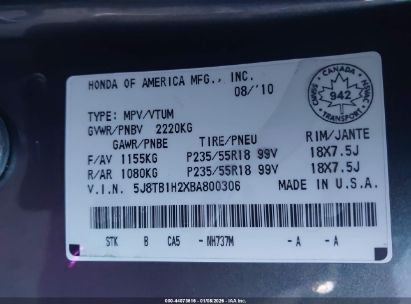 HONDA OF AMERICA MFG., INC.
08/'10
CANADA
942
TRANSPORT
TYPE: MPV/VTUM
GVWR/PNBV 2220KG
GAWR/PNBE TIRE/PNEU RIM/JANTE
F/AV 1155KG P235/55R18 99V 18X7.5J
R/AR 1080KG P235/55R18 99V 18X7.5J
V.I.N. 5J8TB1H2XBA800306 MADE IN U.S.A.
STK B CA5 -NH737M -A -A